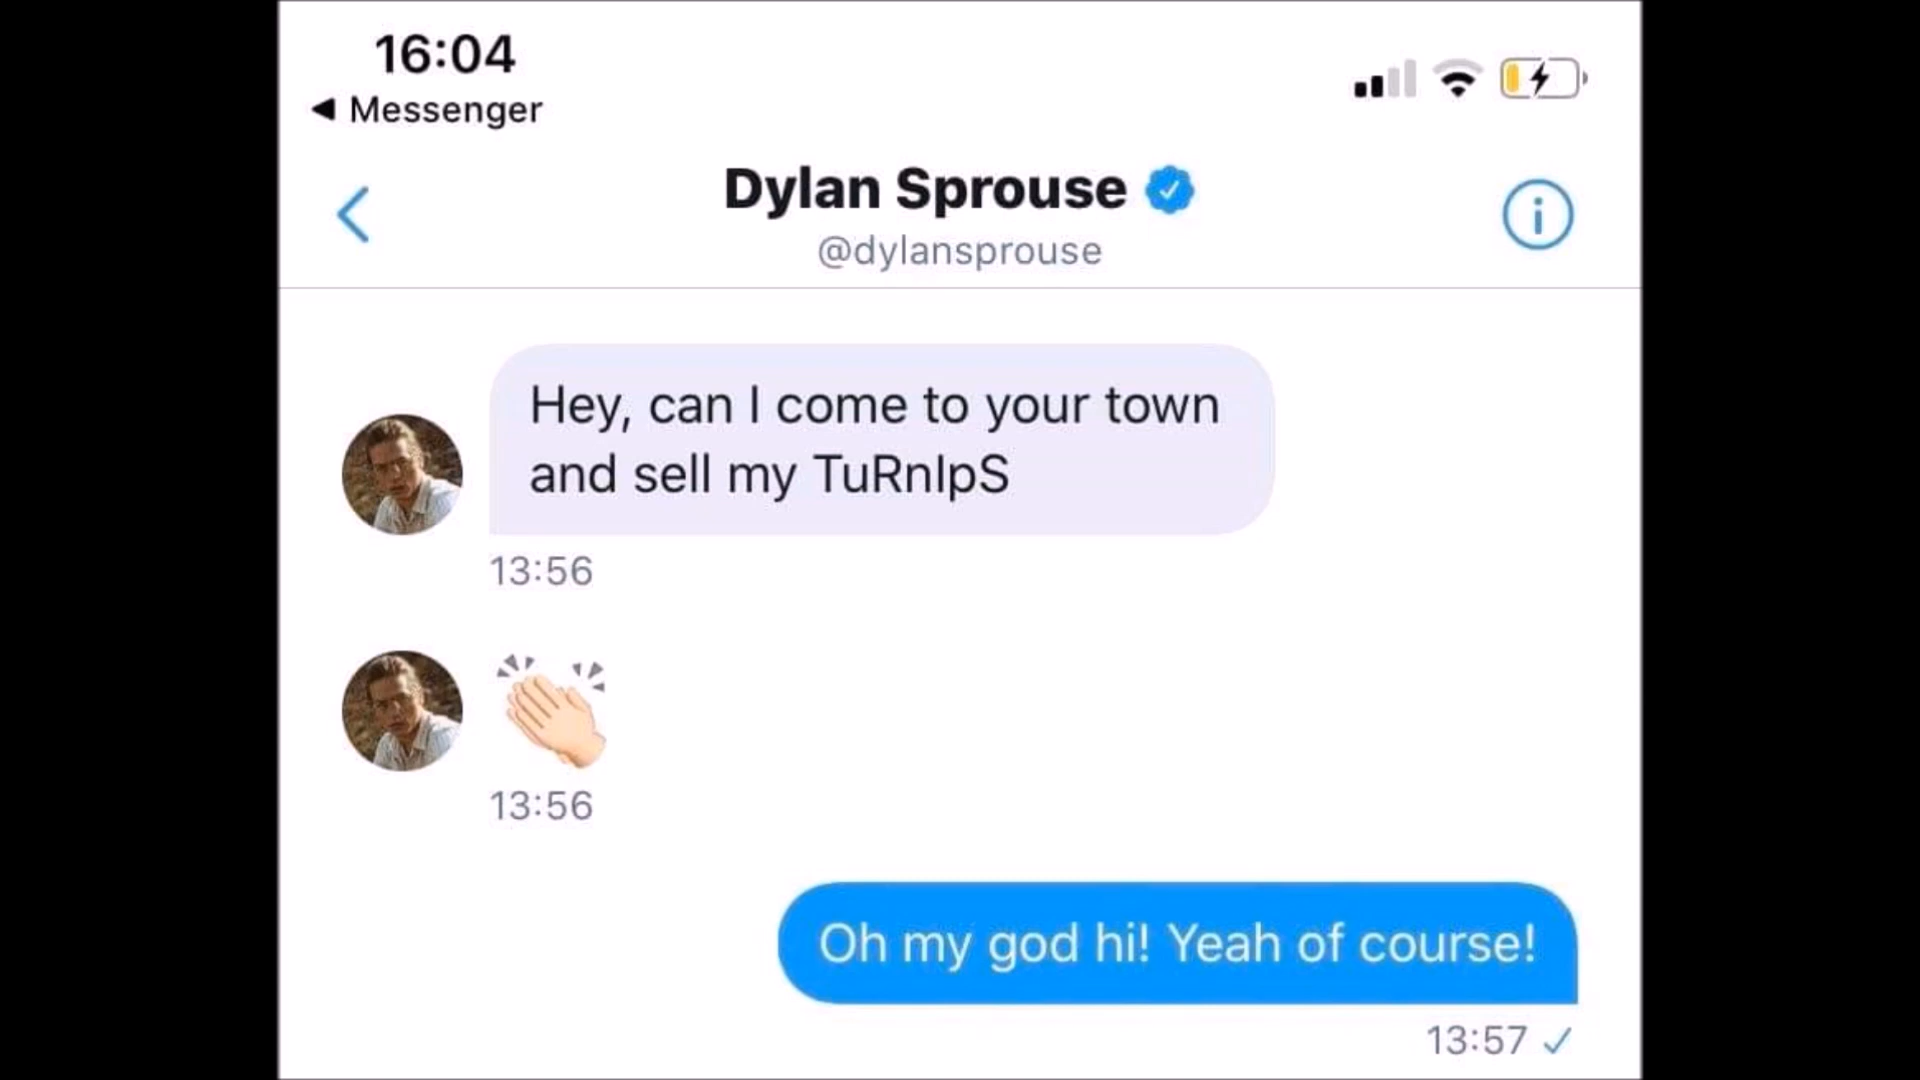 16:04
Messenger
Dylan Sprouse
@dylansprouse
Hey, can I come to your town
and sell my TuRnIpS
13:56
13:56
Oh my god hi! Yeah of course!
13:57